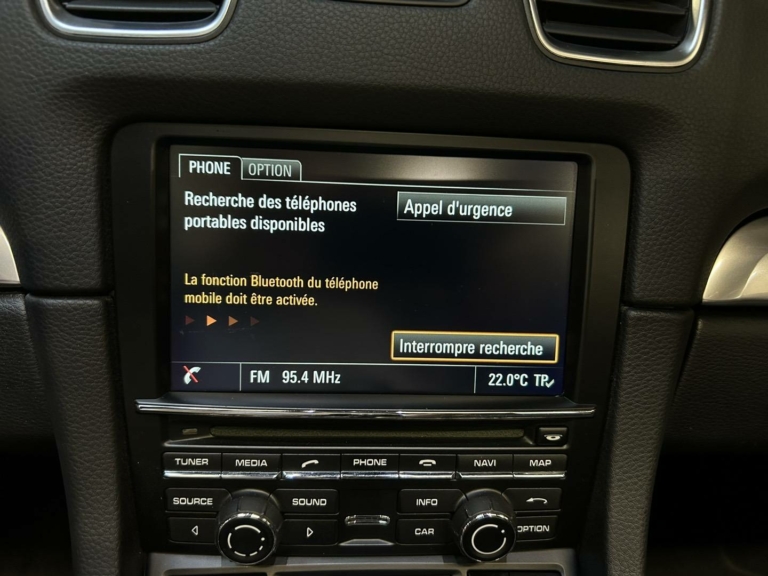 PHONE OPTION
Recherche des téléphones
portables disponibles
Appel d'urgence
La fonction Bluetooth du téléphone
mobile doit être activée.
Interrompre recherche
FM 95.4 MHz 22.0°C TP
TUNER MEDIA PHONE NAVI MAP
SOURCE SOUND INFO
CAR OPTION